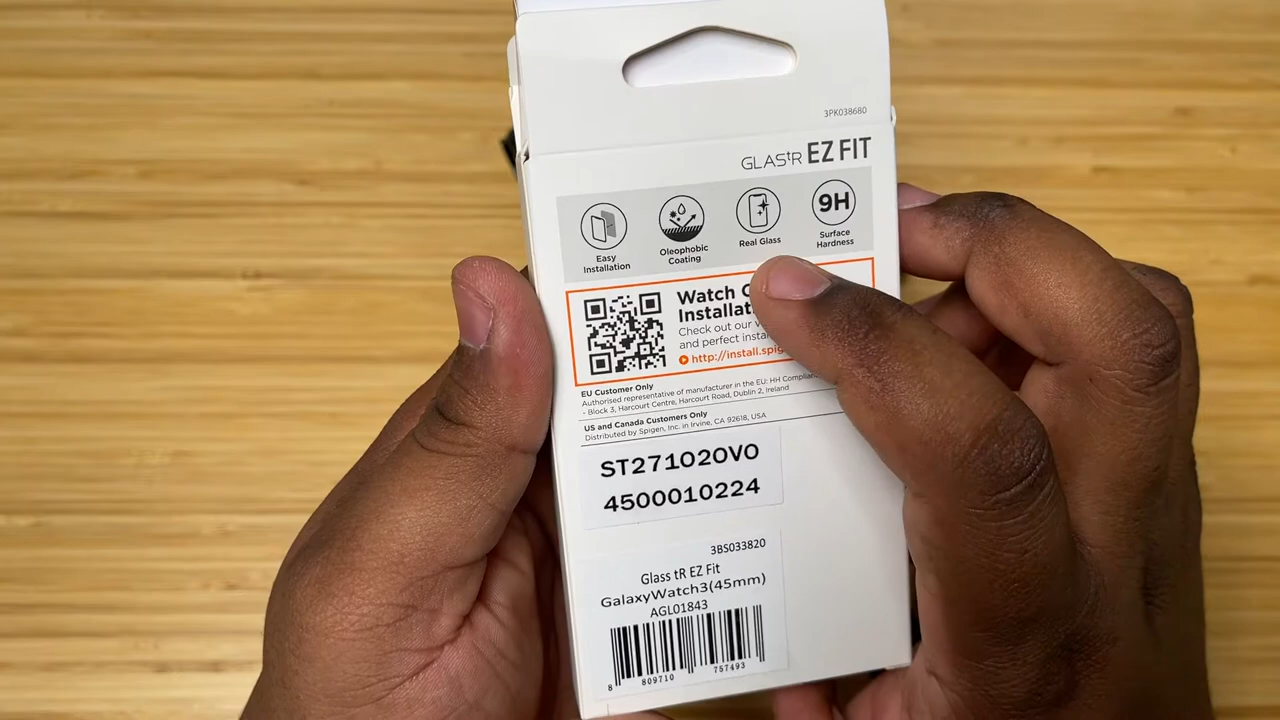 3PK038680
GLAStR EZ FIT
9H
Easy
Installation
Oleophobic
Coating
Real Glass
Surface
Hardness
Watch
Installat
Check out our
and perfect insta
http://install.spig
EU Customer Only
Authorised representative of manufacturer in the EU: HH Complian
- Block 3, Harcourt Centre, Harcourt Road, Dublin 2, Ireland
US and Canada Customers Only
Distributed by Spigen, Inc. in Irvine, CA 92618, USA
ST27102OVO
4500010224
3BS033820
Glass tR EZ Fit
GalaxyWatch3(45mm)
AGL01843
8 809710 757493